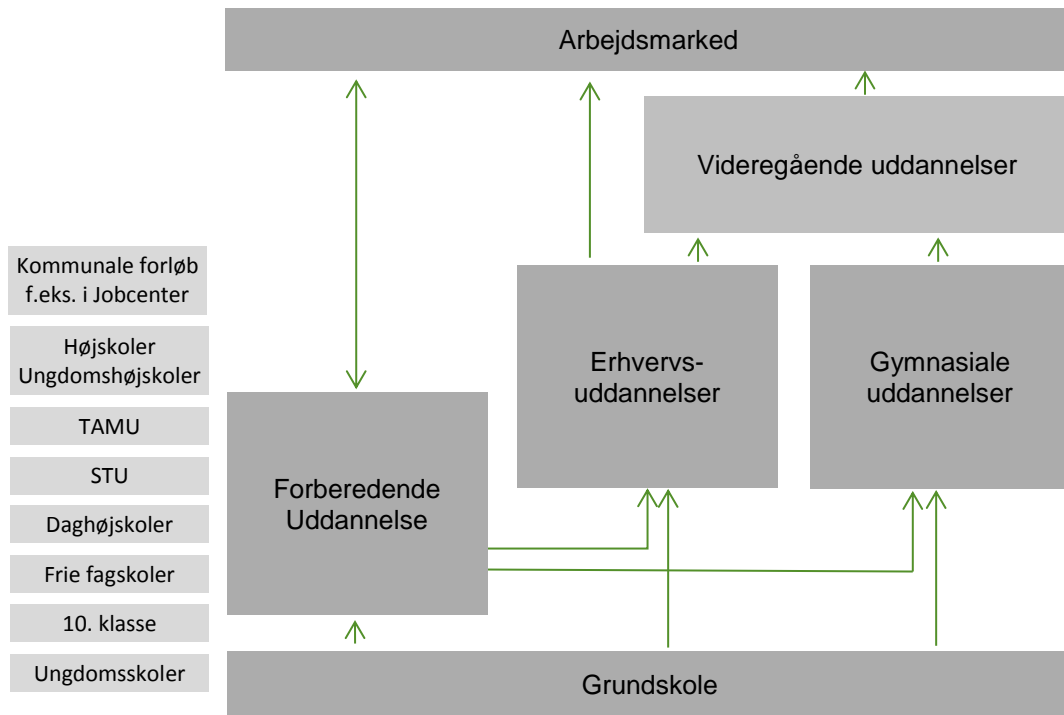 Arbejdsmarked
Videregående uddannelser
Kommunale forløb
f.eks. i Jobcenter
Højskoler
Ungdomshøjskoler
TAMU
STU
Daghøjskoler
Frie fagskoler
10. klasse
Ungdomsskoler
Forberedende
Uddannelse
Erhvervs-
uddannelser
Gymnasiale
uddannelser
Grundskole